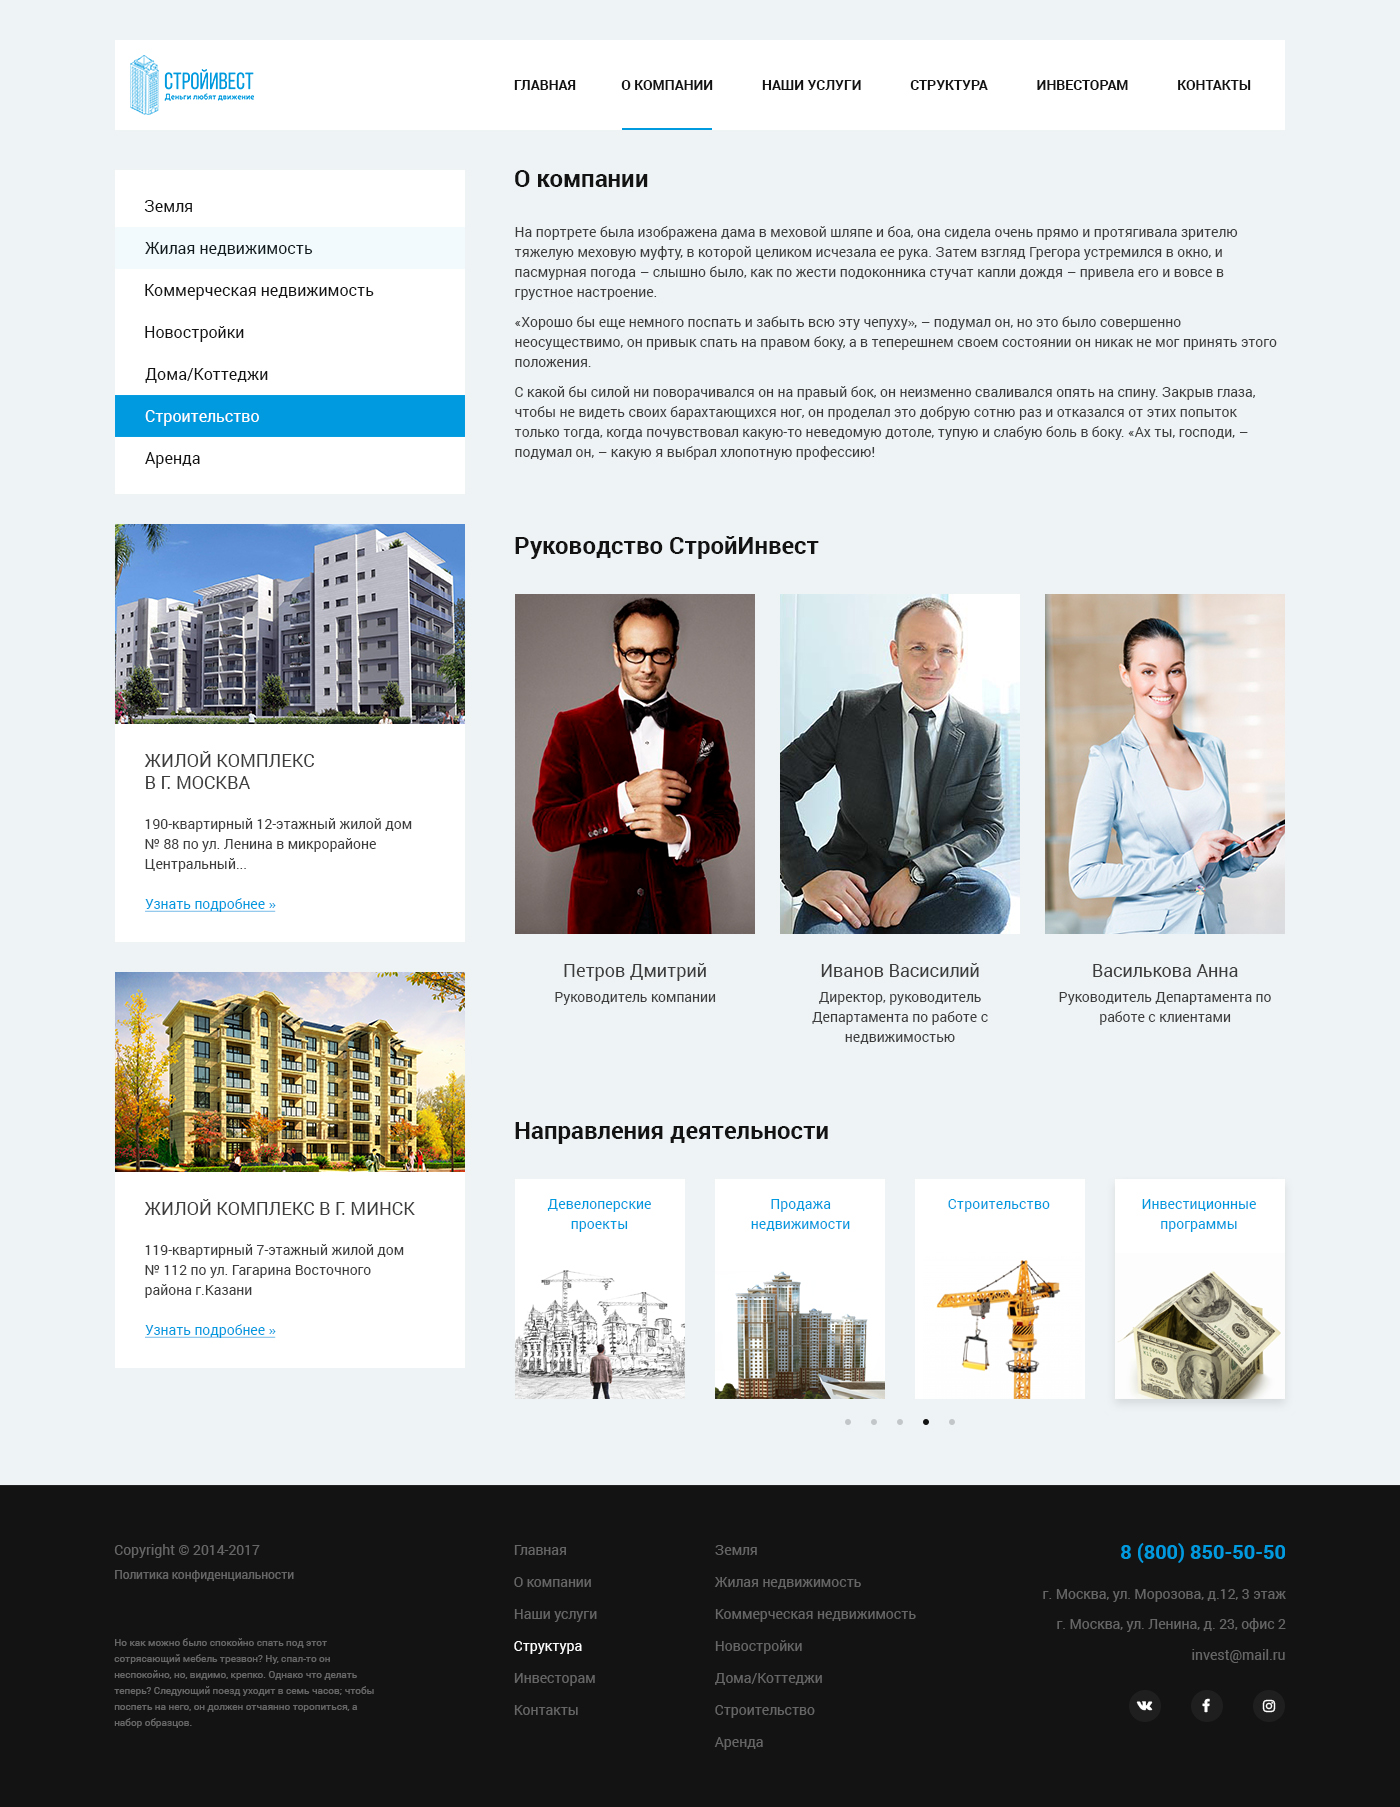 СТРОЙИВЕСТ
Деньги любят движение
ГЛАВНАЯ
О КОМПАНИИ
НАШИ УСЛУГИ
СТРУКТУРА
ИНВЕСТОРАМ
КОНТАКТЫ
Земля
Жилая недвижимость
Коммерческая недвижимость
Новостройки
Дома/Коттеджи
Строительство
Аренда
ЖИЛОЙ КОМПЛЕКС
В Г. МОСКВА
190-квартирный 12-этажный жилой дом
№ 88 по ул. Ленина в микрорайоне
Центральный...
Узнать подробнее »
ЖИЛОЙ КОМПЛЕКС В Г. МИНСК
119-квартирный 7-этажный жилой дом
№ 112 по ул. Гагарина Восточного
района г.Казани
Узнать подробнее »
О компании
На портрете была изображена дама в меховой шляпе и боа, она сидела очень прямо и протягивала зрителю
тяжелую меховую муфту, в которой целиком исчезала ее рука. Затем взгляд Грегора устремился в окно, и
пасмурная погода – слышно было, как по жести подоконника стучат капли дождя – привела его и вовсе в
грустное настроение.
«Хорошо бы еще немного поспать и забыть всю эту чепуху», – подумал он, но это было совершенно
неосуществимо, он привык спать на правом боку, а в теперешнем своем состоянии он никак не мог принять этого
положения.
С какой бы силой ни поворачивался он на правый бок, он неизменно сваливался опять на спину. Закрыв глаза,
чтобы не видеть своих барахтающихся ног, он проделал это добрую сотню раз и отказался от этих попыток
только тогда, когда почувствовал какую-то неведомую дотоле, тупую и слабую боль в боку. «Ах ты, господи, –
подумал он, – какую я выбрал хлопотную профессию!
Руководство СтройИнвест
Петров Дмитрий
Руководитель компании
Иванов Васисилий
Директор, руководитель
Департамента по работе с
недвижимостью
Василькова Анна
Руководитель Департамента по
работе с клиентами
Направления деятельности
Девелоперские
проекты
Продажа
недвижимости
Строительство
Инвестиционные
программы
Copyright © 2014-2017
Политика конфиденциальности
Но как можно было спокойно спать под этот
сотрясающий мебель трезвон? Ну, спал-то он
неспокойно, но, видимо, крепко. Однако что делать
теперь? Следующий поезд уходит в семь часов; чтобы
поспеть на него, он должен отчаянно торопиться, а
набор образцов.
Главная
О компании
Наши услуги
Структура
Инвесторам
Контакты
Земля
Жилая недвижимость
Коммерческая недвижимость
Новостройки
Дома/Коттеджи
Строительство
Аренда
8 (800) 850-50-50
г. Москва, ул. Морозова, д.12, 3 этаж
г. Москва, ул. Ленина, д. 23, офис 2
invest@mail.ru